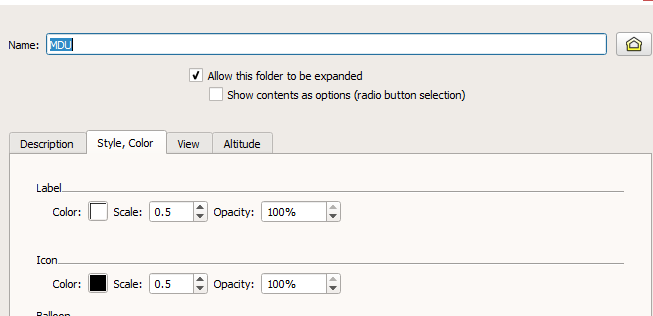 Name: MDU
Allow this folder to be expanded
Show contents as options (radio button selection)
Description Style, Color View Altitude
Label
Color: Scale: 0.5 Opacity: 100%
Icon
Color: Scale: 0.5 Opacity: 100%
Balloon